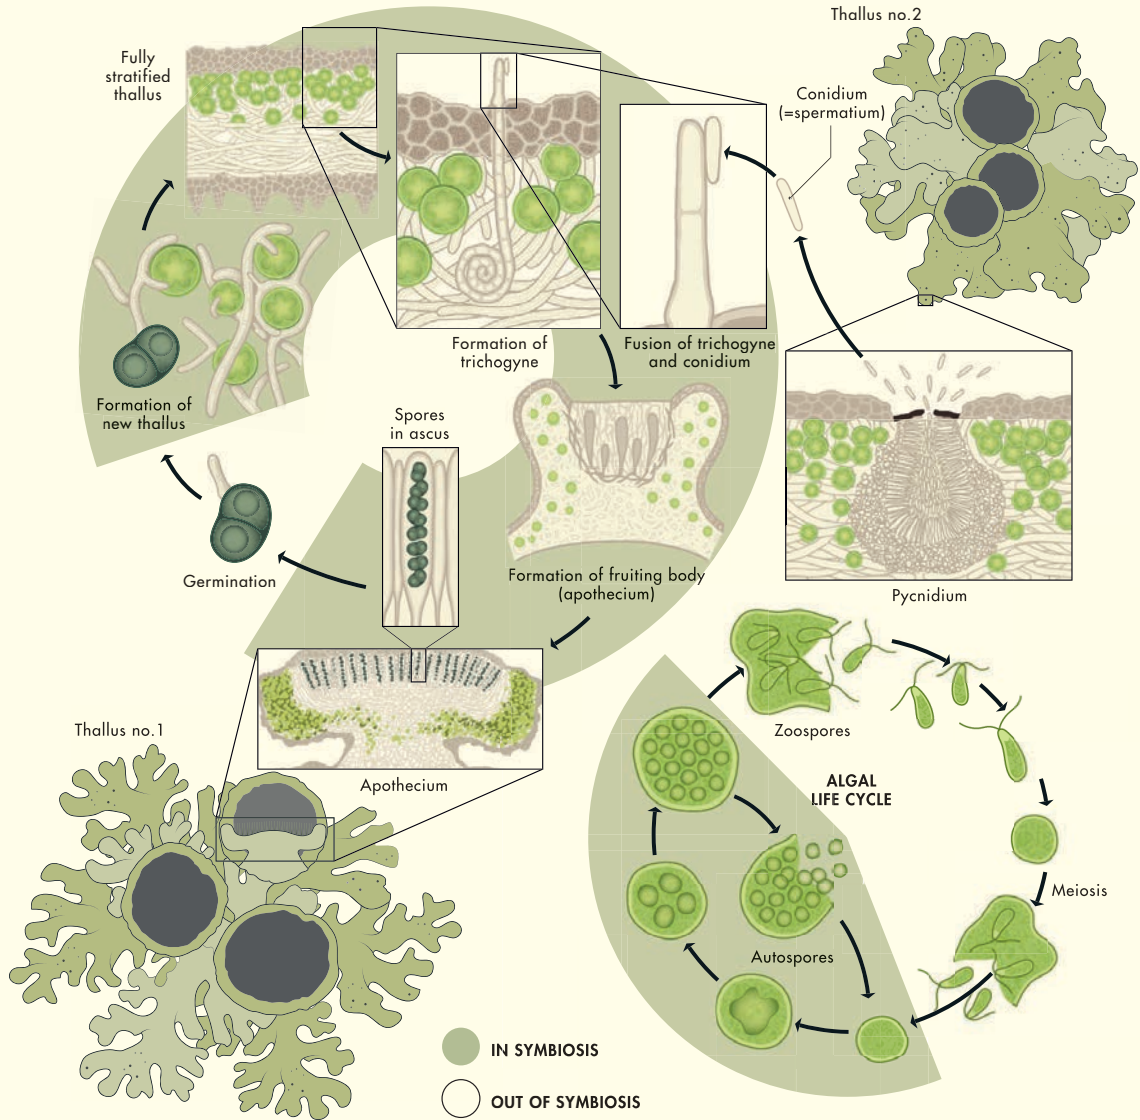 Thallus no.2
Fully
stratified
thallus
Conidium
(=spermatium)
Formation of
trichogyne
Fusion of trichogyne
and conidium
Formation of
new thallus
Spores
in ascus
Germination
Formation of fruiting body
(apothecium)
Pycnidium
Thallus no.1
Apothecium
Zoospores
ALGAL
LIFE CYCLE
Meiosis
Autospores
IN SYMBIOSIS
OUT OF SYMBIOSIS